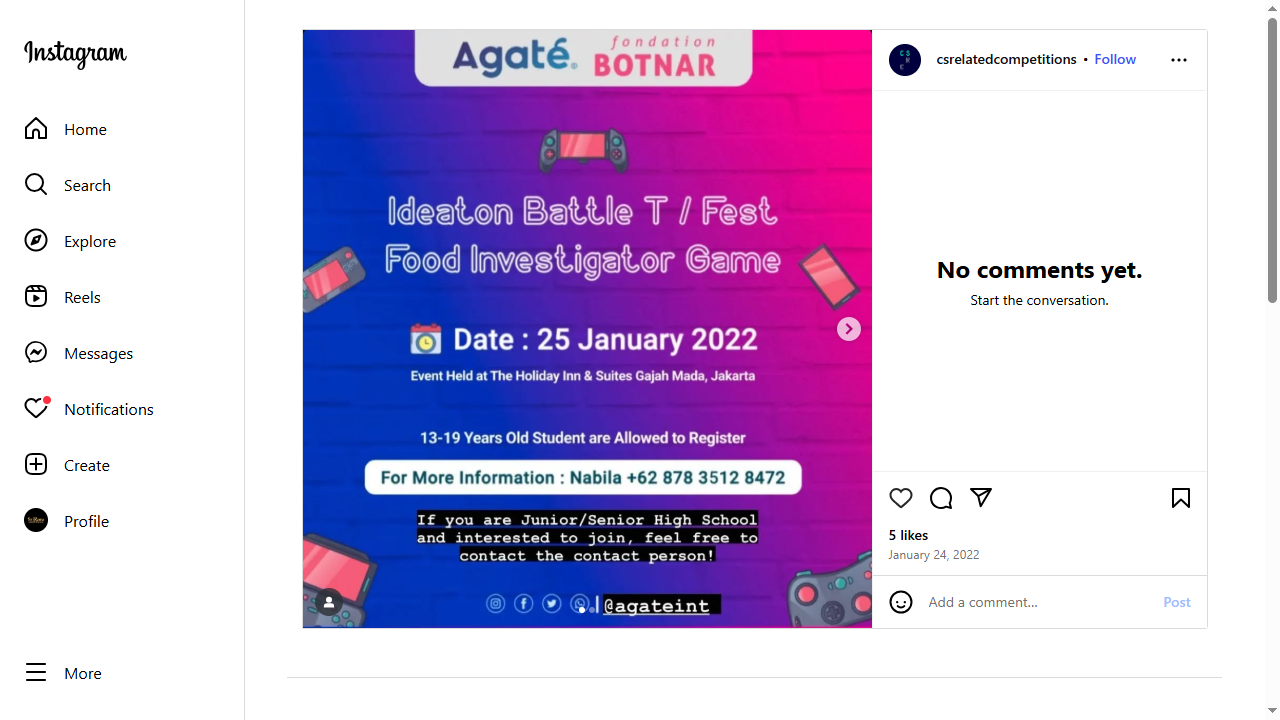 Instagram
Home
Search
Explore
Reels
Messages
Notifications
Create
Profile
More
Agaté
fondation
BOTNAR
Ideaton Battle T / Fest
Food Investigator Game
Date : 25 January 2022
Event Held at The Holiday Inn & Suites Gajah Mada, Jakarta
13-19 Years Old Student are Allowed to Register
For More Information : Nabila +62 878 3512 8472
If you are Junior/Senior High School
and interested to join, feel free to
contact the contact person!
@agateint
csrelatedcompetitions • Follow
No comments yet.
Start the conversation.
5 likes
January 24, 2022
Add a comment...
Post